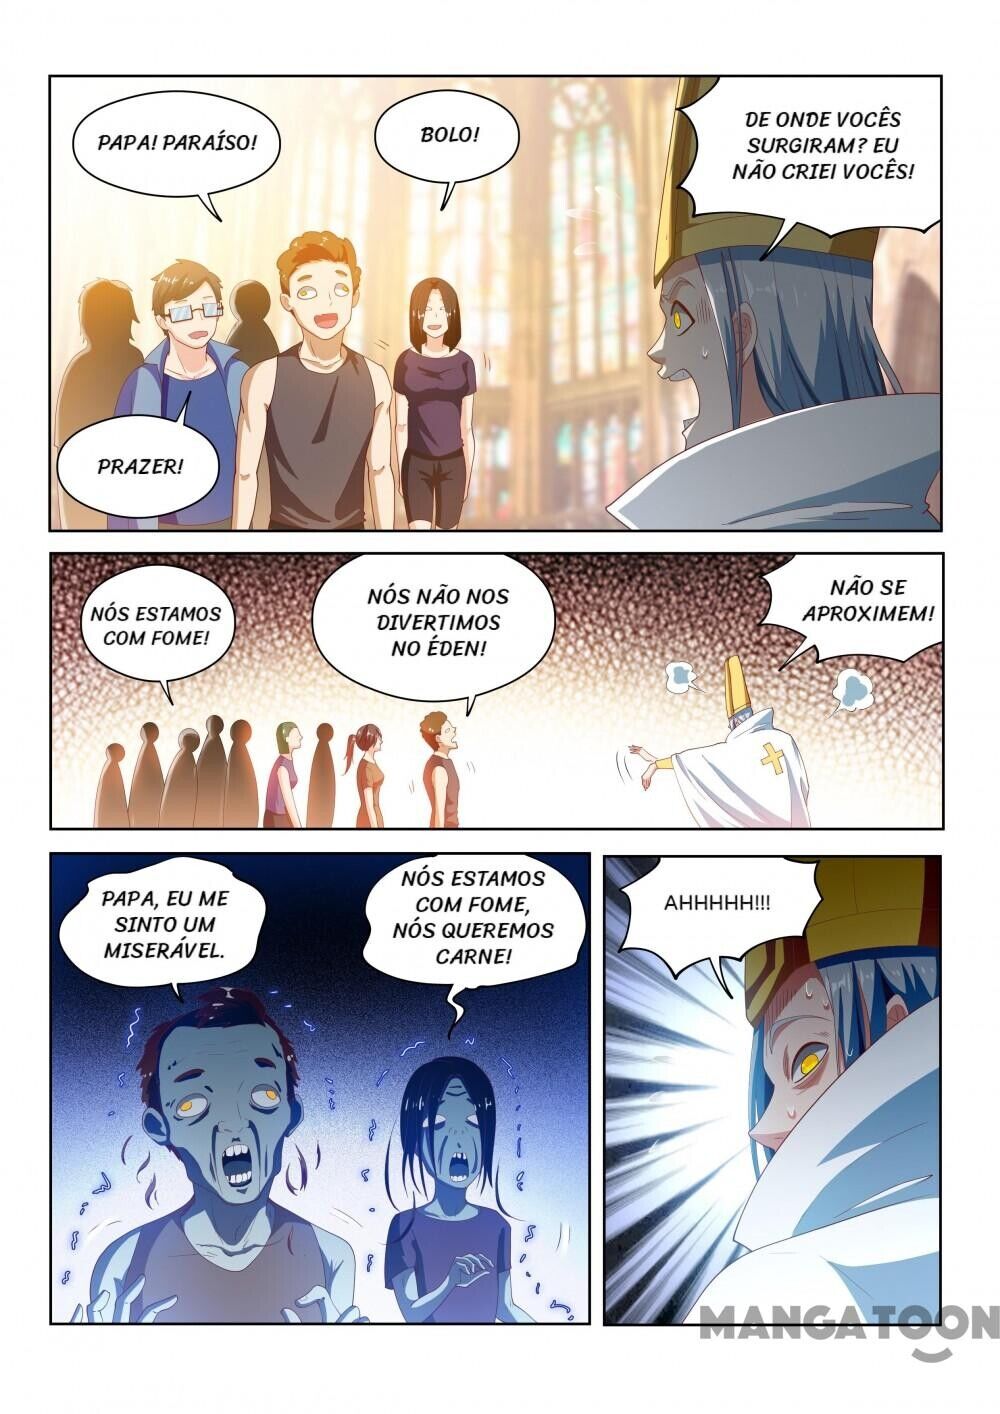 PAPA! PARAÍSO!
BOLO!
DE ONDE VOCÊS
SURGIRAM? EU
NÃO CRIEI VOCÊS!
PRAZER!
NÓS ESTAMOS
COM FOME!
NÓS NÃO NOS
DIVERTIMOS
NO ÉDEN!
NÃO SE
APROXIMEM!
PAPA, EU ME
SINTO UM
MISERÁVEL.
NÓS ESTAMOS
COM FOME,
NÓS QUEREMOS
CARNE!
AHHHHH!!!
MANGATOON